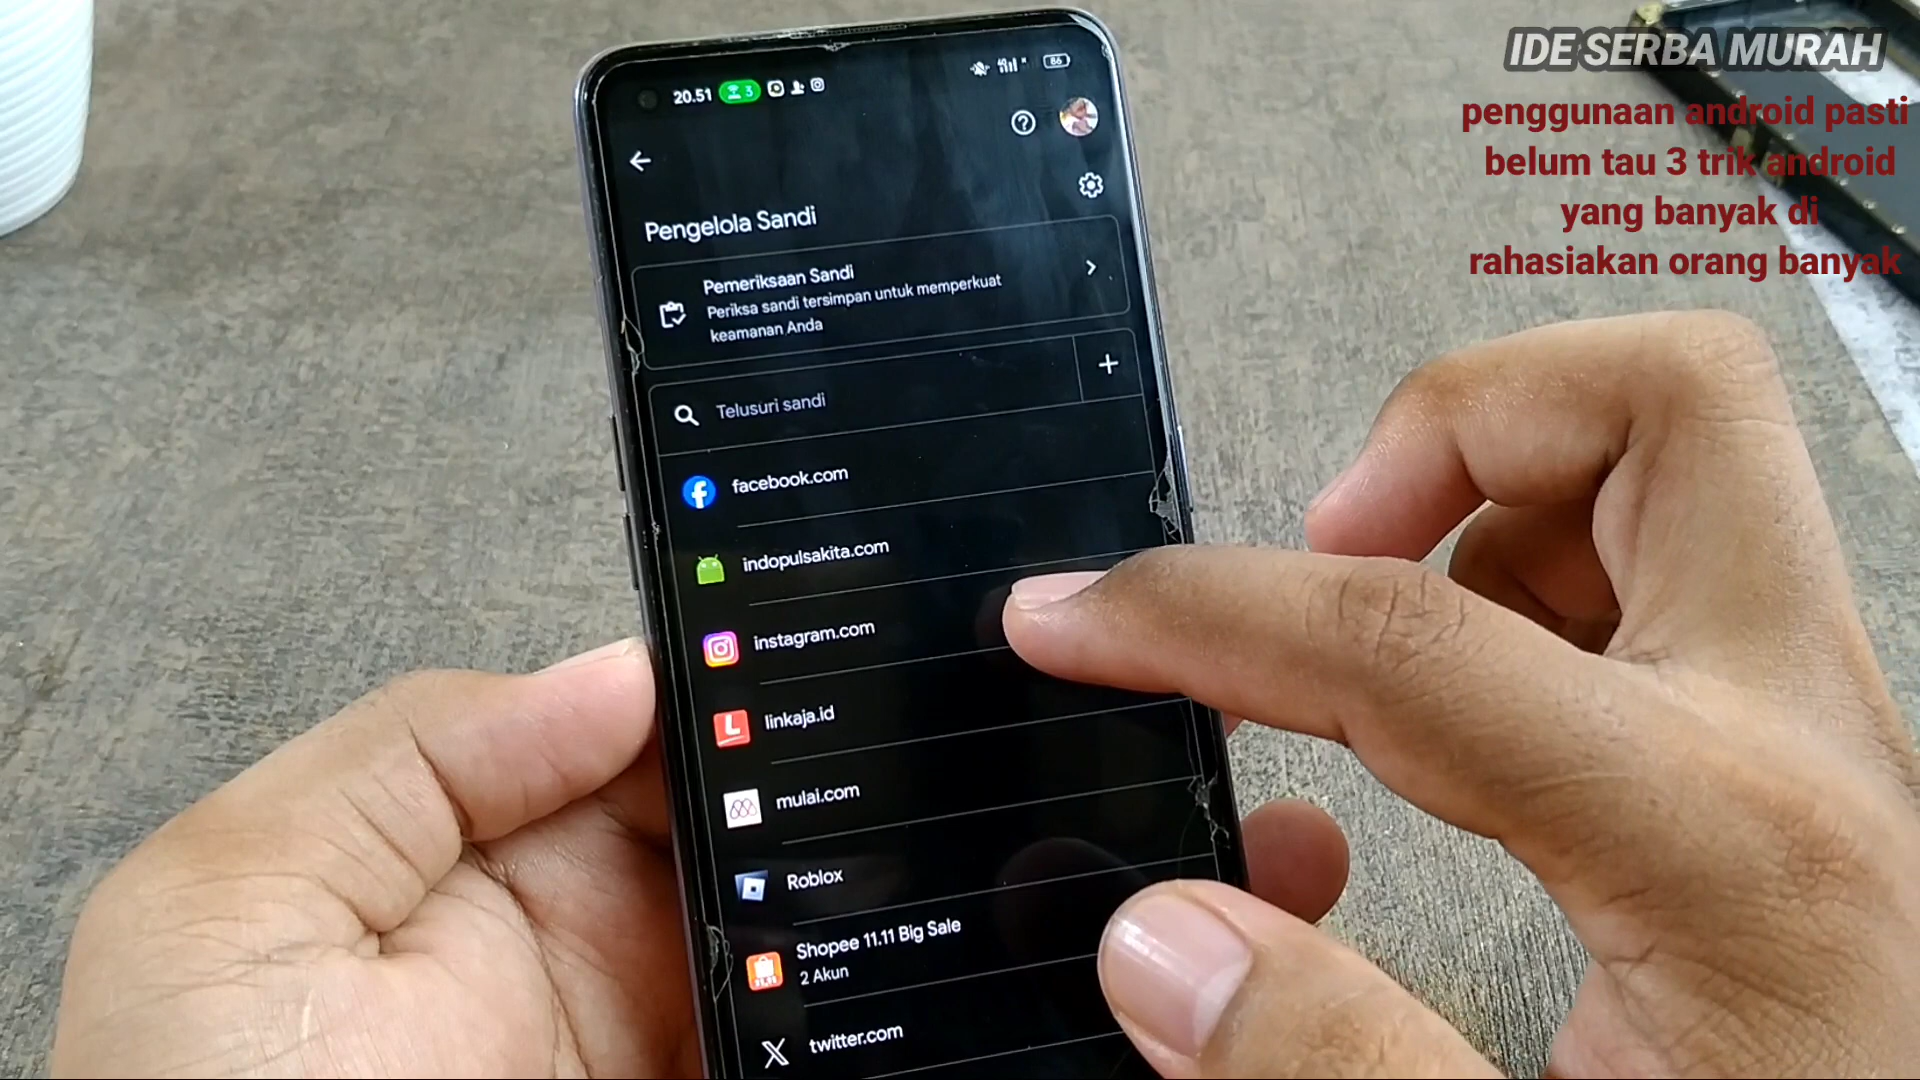 IDE SERBA MURAH
penggunaan android pasti
belum tau 3 trik android
yang banyak di
rahasiakan orang banyak
20.51
3
86
Pengelola Sandi
Pemeriksaan Sandi
Periksa sandi tersimpan untuk memperkuat
keamanan Anda
Telusuri sandi
facebook.com
indopulsakita.com
instagram.com
linkaja.id
mulai.com
Roblox
Shopee 11.11 Big Sale
2 Akun
twitter.com